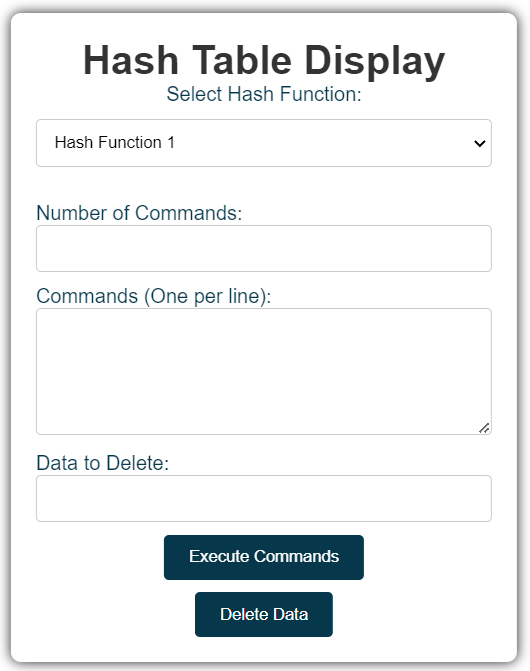 Hash Table Display
Select Hash Function:
Hash Function 1
Number of Commands:
Commands (One per line):
Data to Delete:
Execute Commands
Delete Data